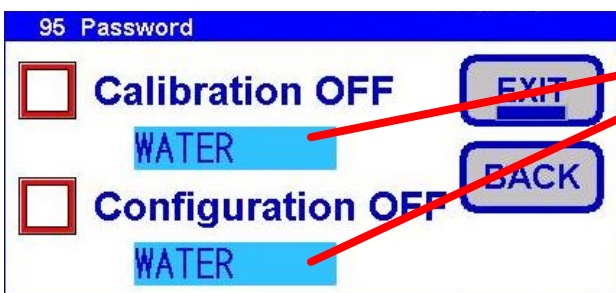 95 Password
Calibration OFF
EXIT
WATER
BACK
Configuration OFF
WATER